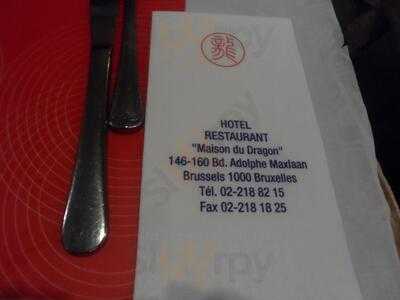 龍
HOTEL
RESTAURANT
"Maison du Dragon"
146-160 Bd. Adolphe Maxlaan
Brussels 1000 Bruxelles
Tél. 02-218 82 15
Fax 02-218 18 25